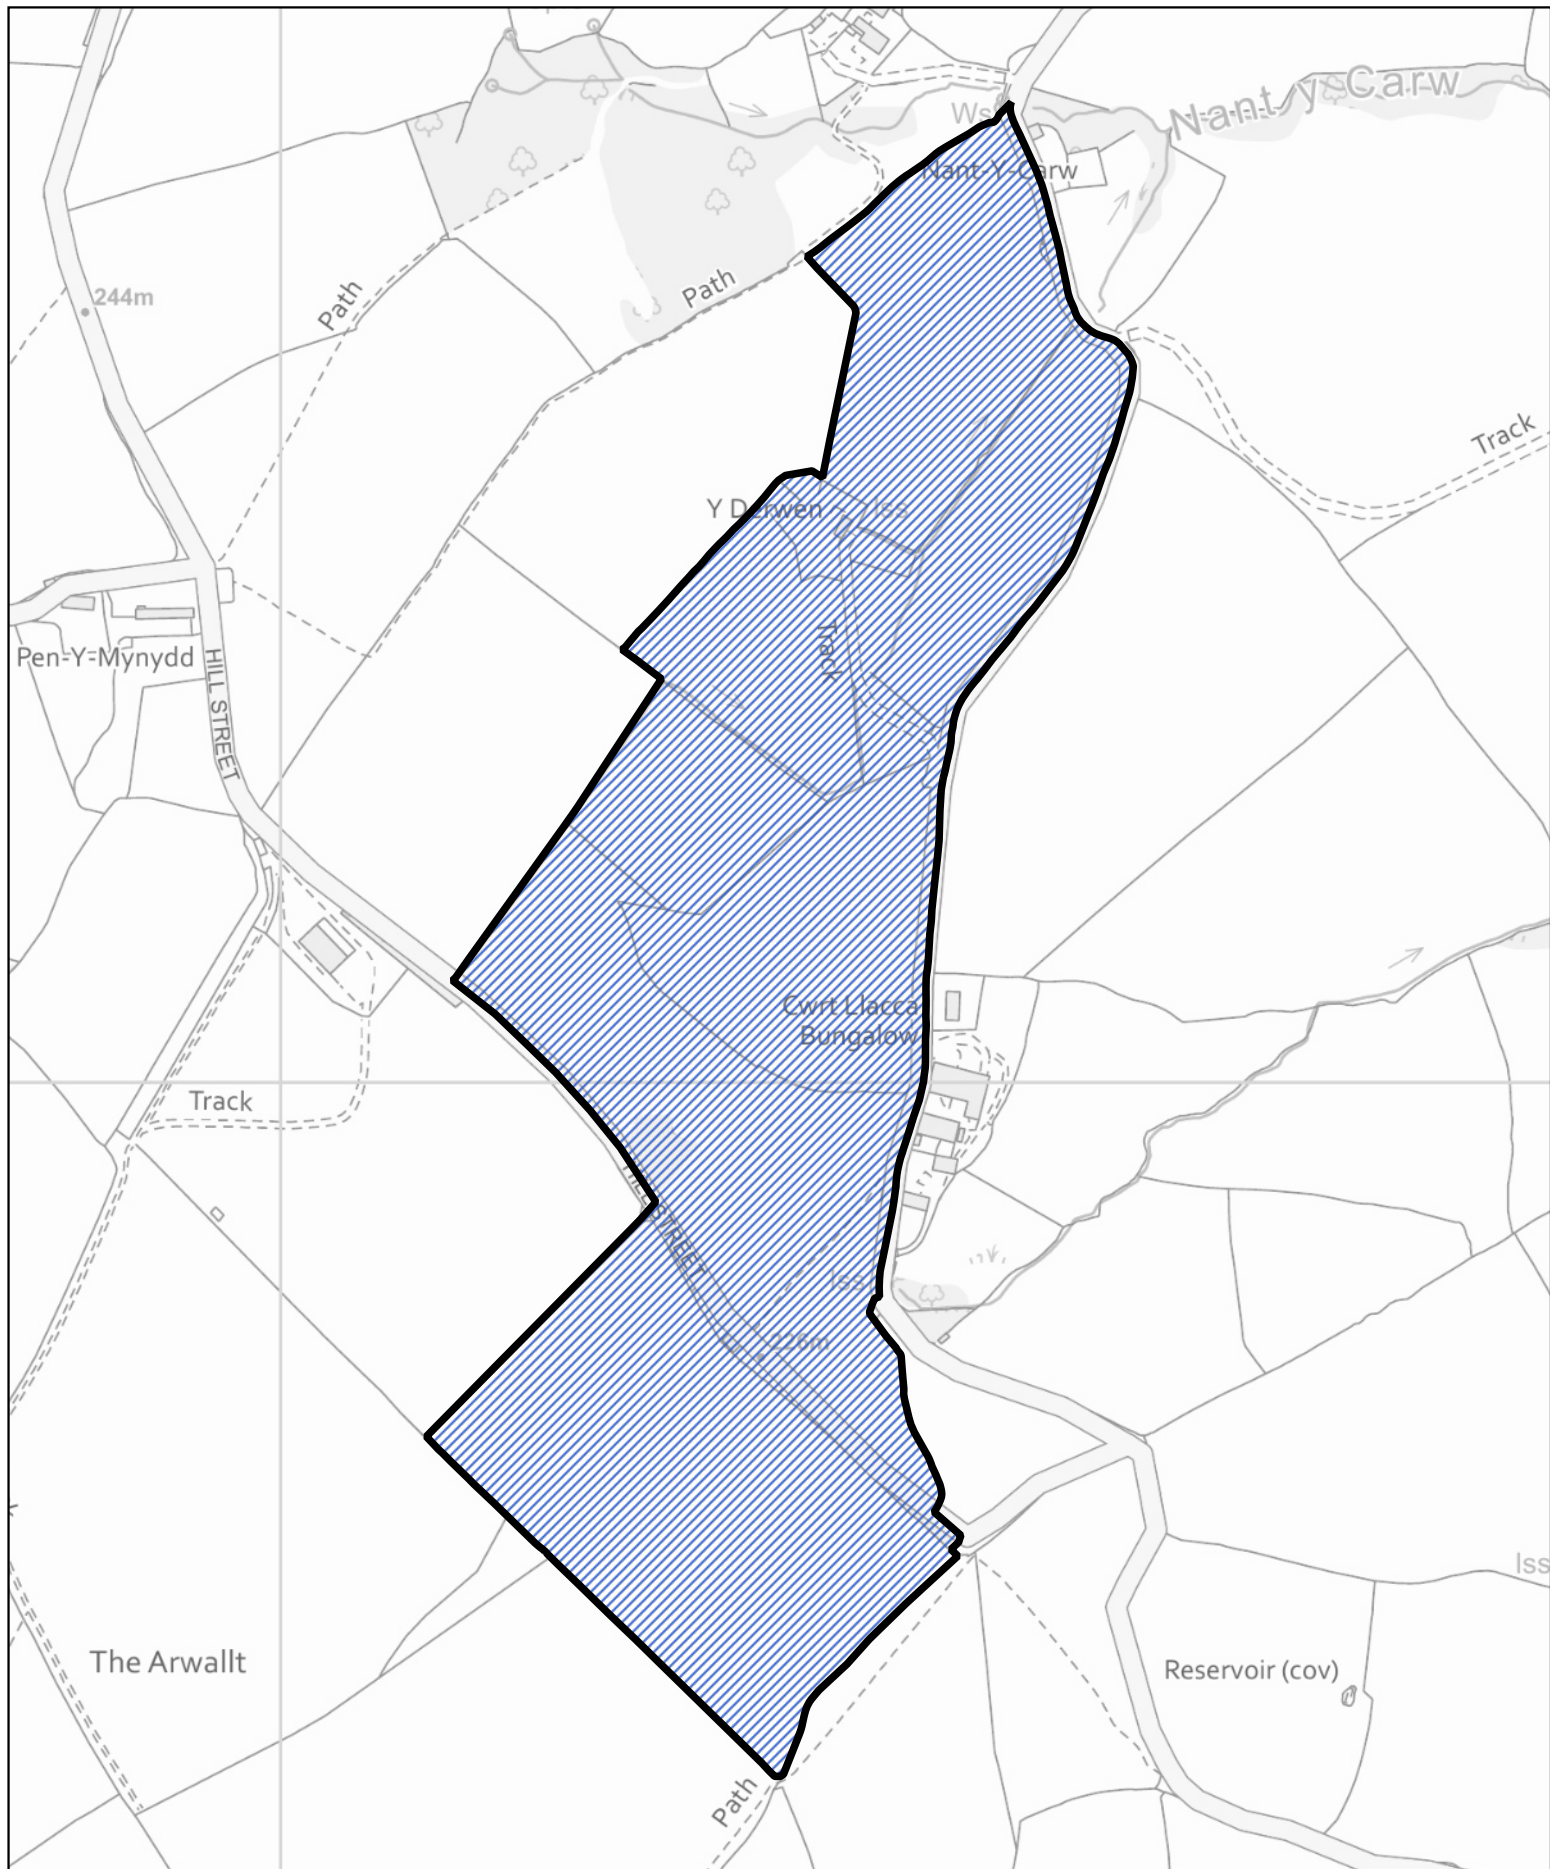 Nant y Carw
Ws
Nant-Y-Carw
244m
Path
Path
Track
Y Derwen
Iss
Track
Pen-Y-Mynydd
HILL STREET
Cwrt Llacca
Bungalow
Track
HILL STREET
Iss
226m
Iss
The Arwallt
Reservoir (cov)
Path